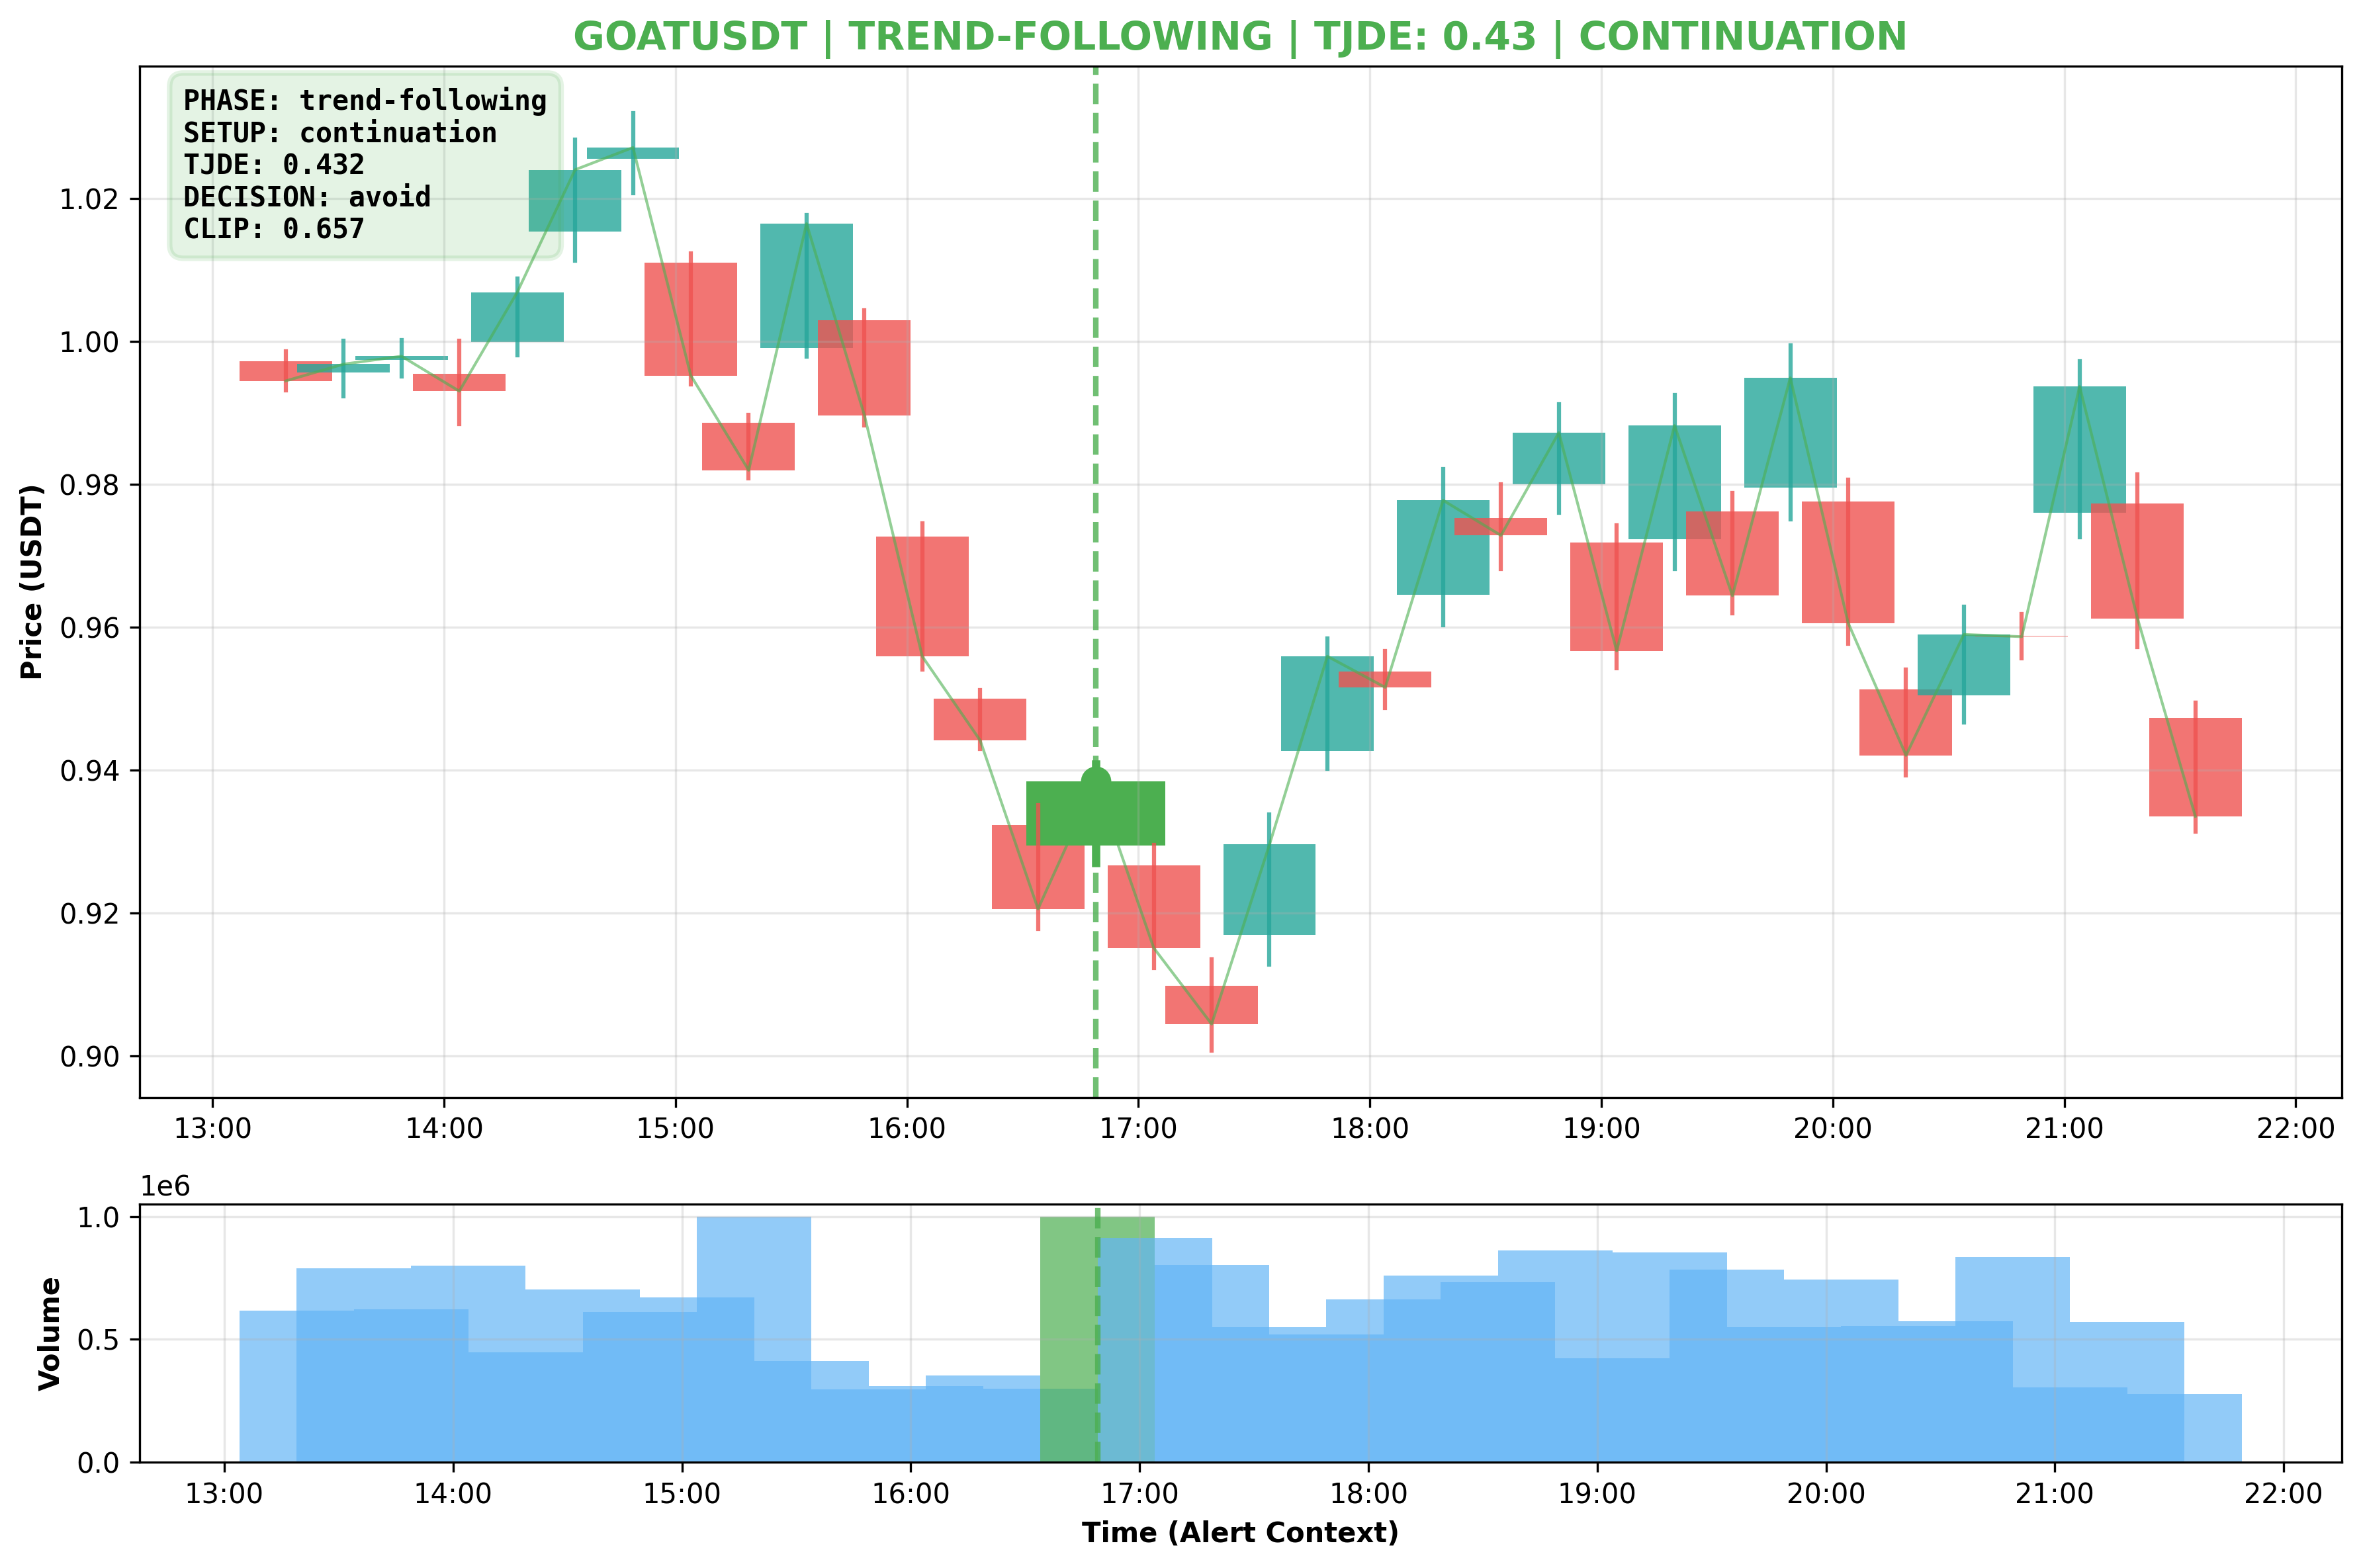 GOATUSDT | TREND-FOLLOWING | TJDE: 0.43 | CONTINUATION
PHASE: trend-following
SETUP: continuation
TJDE: 0.432
DECISION: avoid
CLIP: 0.657
Price (USDT)
1.02
1.00
0.98
0.96
0.94
0.92
0.90
13:00 14:00 15:00 16:00 17:00 18:00 19:00 20:00 21:00 22:00
1e6
Volume
1.0
0.5
0.0
13:00 14:00 15:00 16:00 17:00 18:00 19:00 20:00 21:00 22:00
Time (Alert Context)